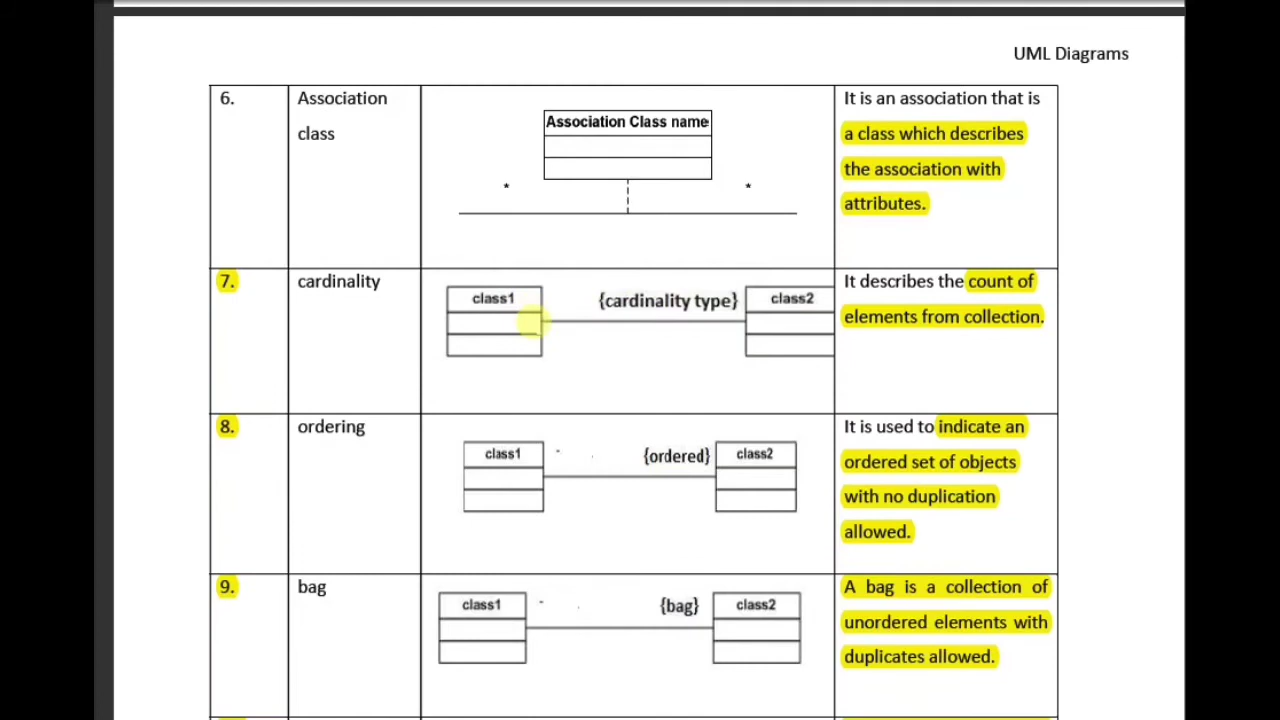 UML Diagrams
6.
Association
class
Association Class name
*
*
It is an association that is
a class which describes
the association with
attributes.
7.
cardinality
class1
{cardinality type}
class2
It describes the count of
elements from collection.
8.
ordering
class1
{ordered}
class2
It is used to indicate an
ordered set of objects
with no duplication
allowed.
9.
bag
class1
{bag}
class2
A bag is a collection of
unordered elements with
duplicates allowed.